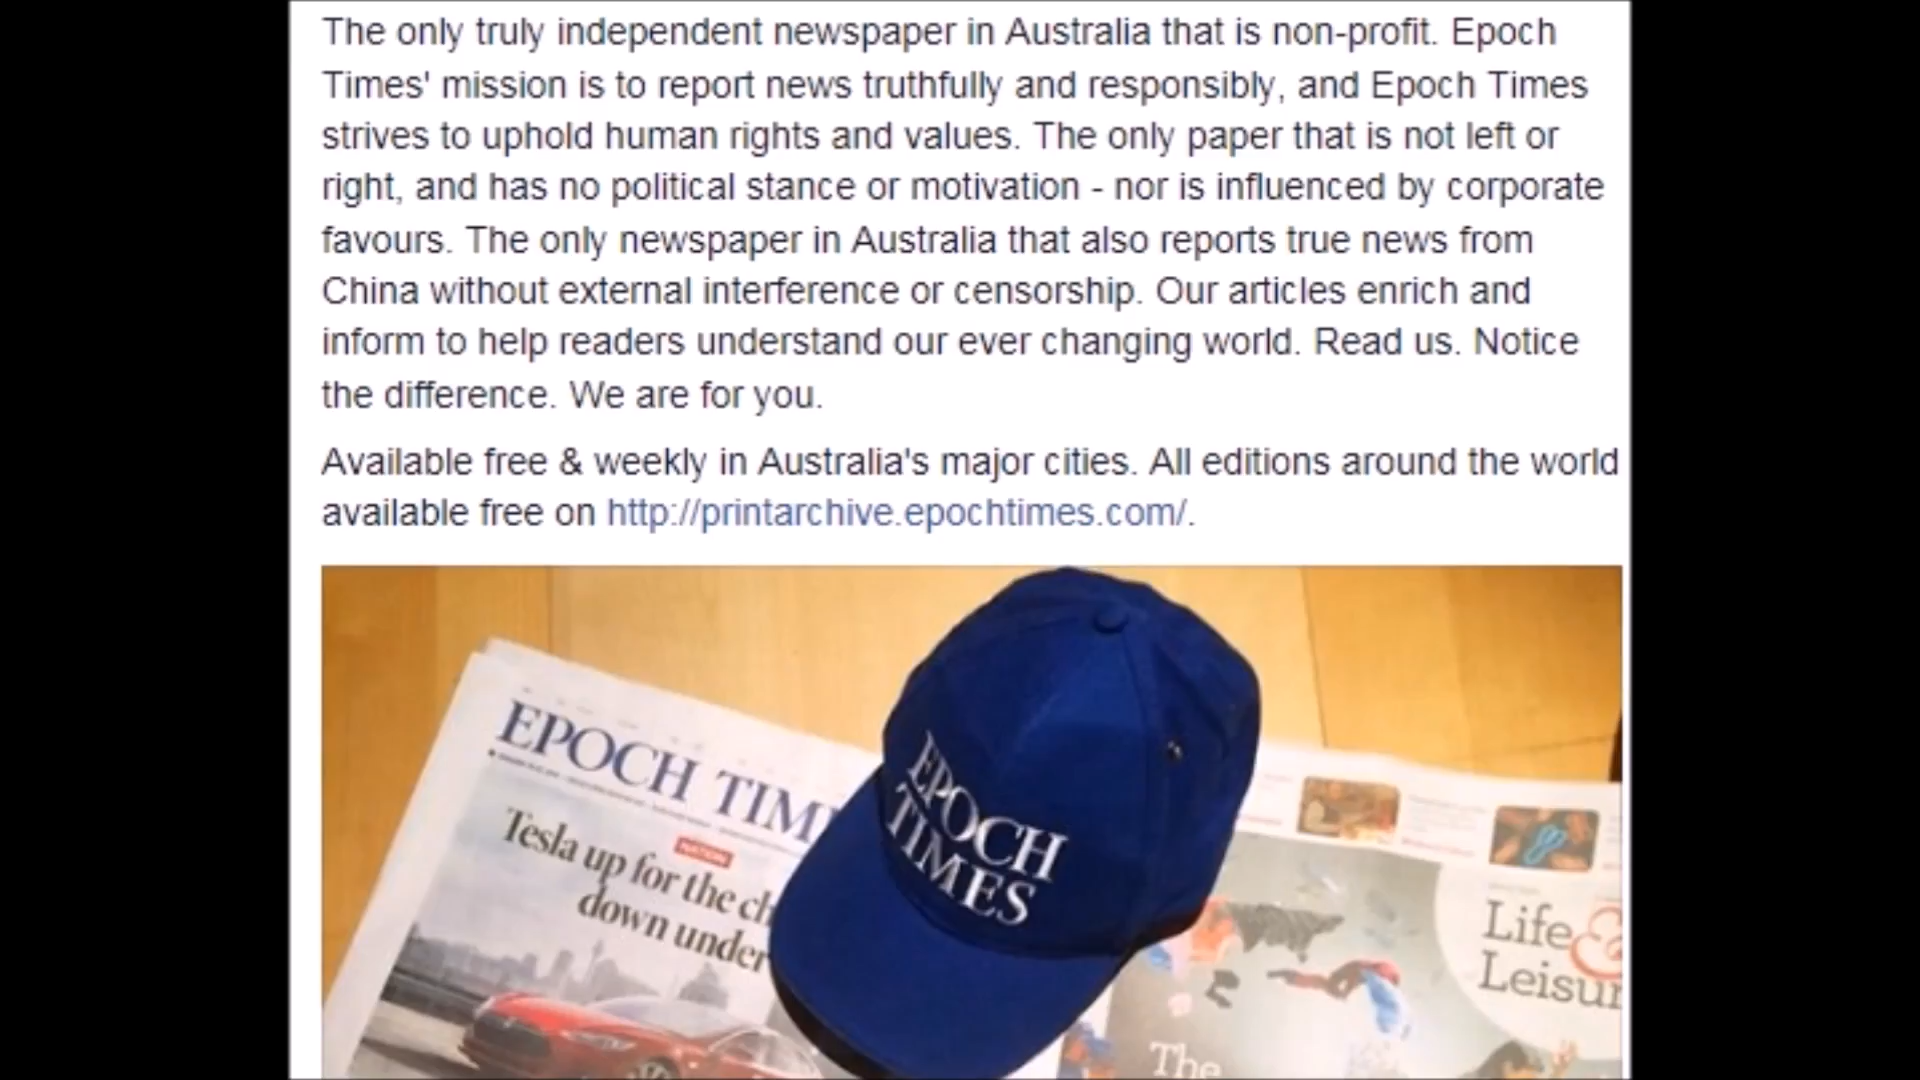 The only truly independent newspaper in Australia that is non-profit. Epoch
Times' mission is to report news truthfully and responsibly, and Epoch Times
strives to uphold human rights and values. The only paper that is not left or
right, and has no political stance or motivation - nor is influenced by corporate
favours. The only newspaper in Australia that also reports true news from
China without external interference or censorship. Our articles enrich and
inform to help readers understand our ever changing world. Read us. Notice
the difference. We are for you.
Available free & weekly in Australia's major cities. All editions around the world
available free on http://printarchive.epochtimes.com/.
EPOCH TIM
NATION
Tesla up for the ch
down under
EPOCH
TIMES
Life &
Leisur
The